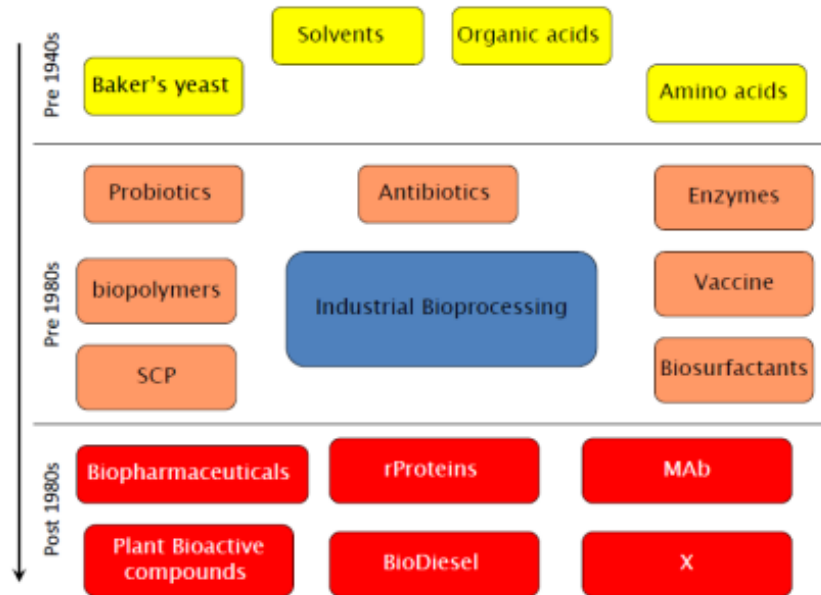 Pre 1940s
Solvents
Organic acids
Baker's yeast
Amino acids
Pre 1980s
Probiotics
Antibiotics
Enzymes
biopolymers
Industrial Bioprocessing
Vaccine
SCP
Biosurfactants
Post 1980s
Biopharmaceuticals
rProteins
MAb
Plant Bioactive
compounds
BioDiesel
X